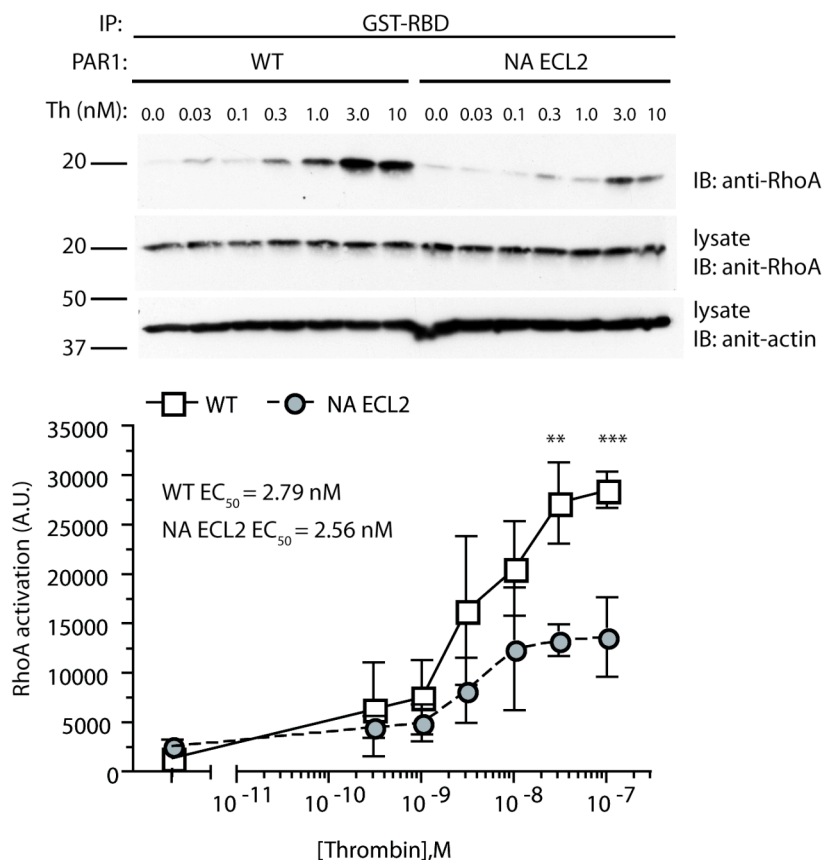 IP: GST-RBD
PAR1: WT NA ECL2
Th (nM): 0.0 0.03 0.1 0.3 1.0 3.0 10 0.0 0.03 0.1 0.3 1.0 3.0 10
20
IB: anti-RhoA
20
lysate
IB: anit-RhoA
50
37
lysate
IB: anit-actin
WT NA ECL2
35000
30000
25000
20000
15000
10000
5000
0
RhoA activation (A.U.)
WT EC50 = 2.79 nM
NA ECL2 EC50 = 2.56 nM
** ***
10-11 10-10 10-9 10-8 10-7
[Thrombin],M